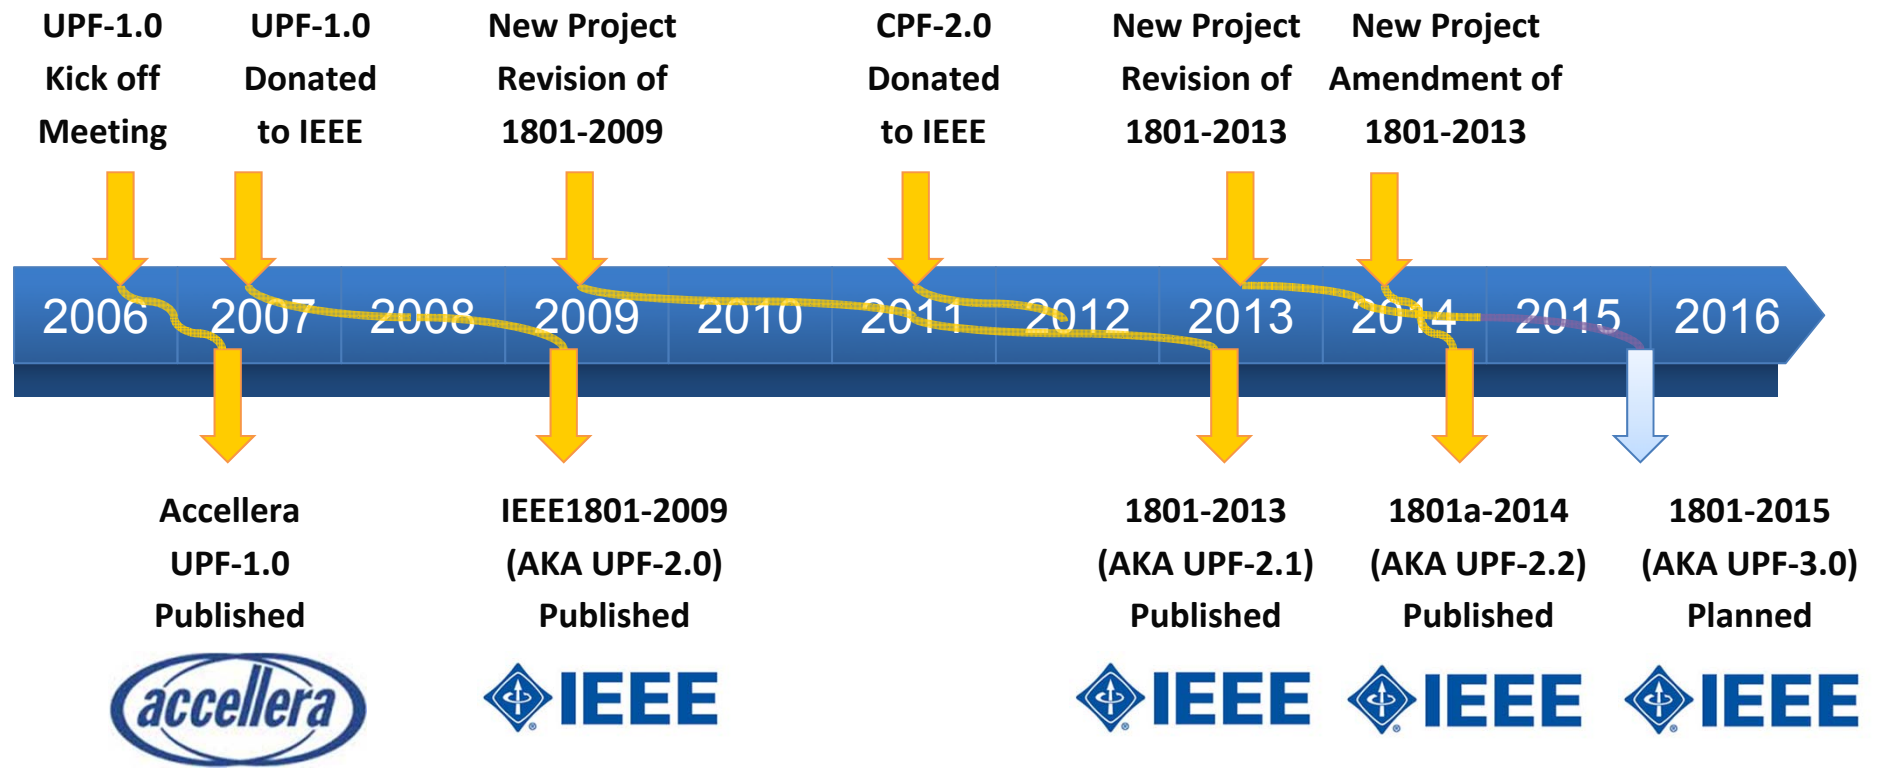 UPF-1.0
Kick off
Meeting
UPF-1.0
Donated
to IEEE
New Project
Revision of
1801-2009
CPF-2.0
Donated
to IEEE
New Project
Revision of
1801-2013
New Project
Amendment of
1801-2013
2006 2007 2008 2009 2010 2011 2012 2013 2014 2015 2016
Accellera
UPF-1.0
Published
accellera
IEEE1801-2009
(AKA UPF-2.0)
Published
IEEE
1801-2013
(AKA UPF-2.1)
Published
IEEE
1801a-2014
(AKA UPF-2.2)
Published
IEEE
1801-2015
(AKA UPF-3.0)
Planned
IEEE